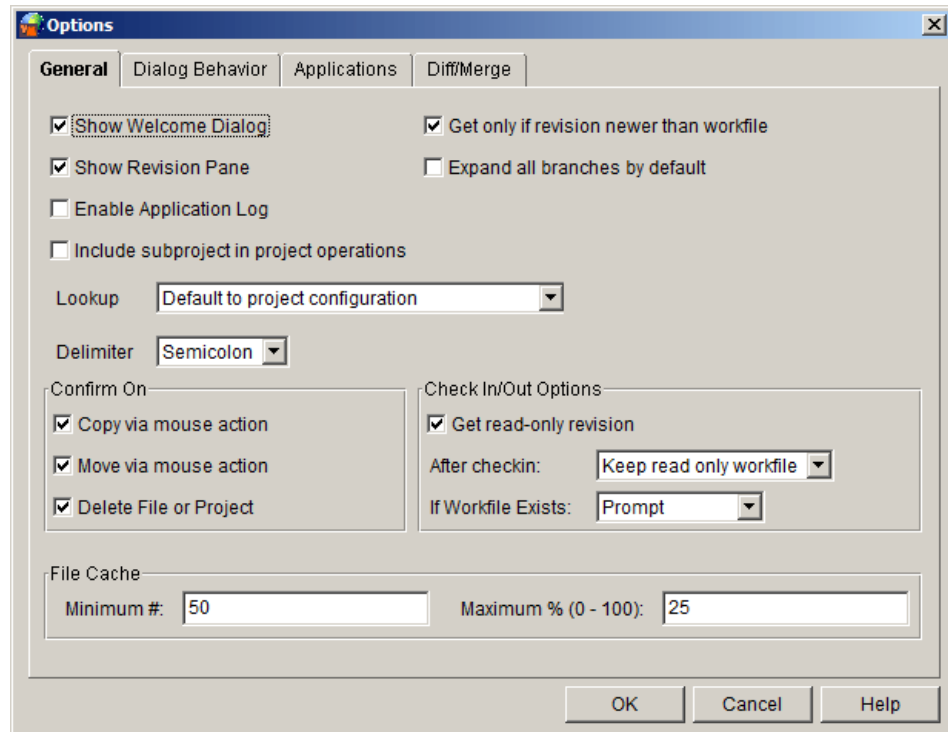 Options
General Dialog Behavior Applications Diff/Merge
Show Welcome Dialog
Get only if revision newer than workfile
Show Revision Pane
Expand all branches by default
Enable Application Log
Include subproject in project operations
Lookup Default to project configuration
Delimiter Semicolon
Confirm On
Copy via mouse action
Move via mouse action
Delete File or Project
Check In/Out Options
Get read-only revision
After checkin: Keep read only workfile
If Workfile Exists: Prompt
File Cache
Minimum #: 50 Maximum % (0 - 100): 25
OK Cancel Help